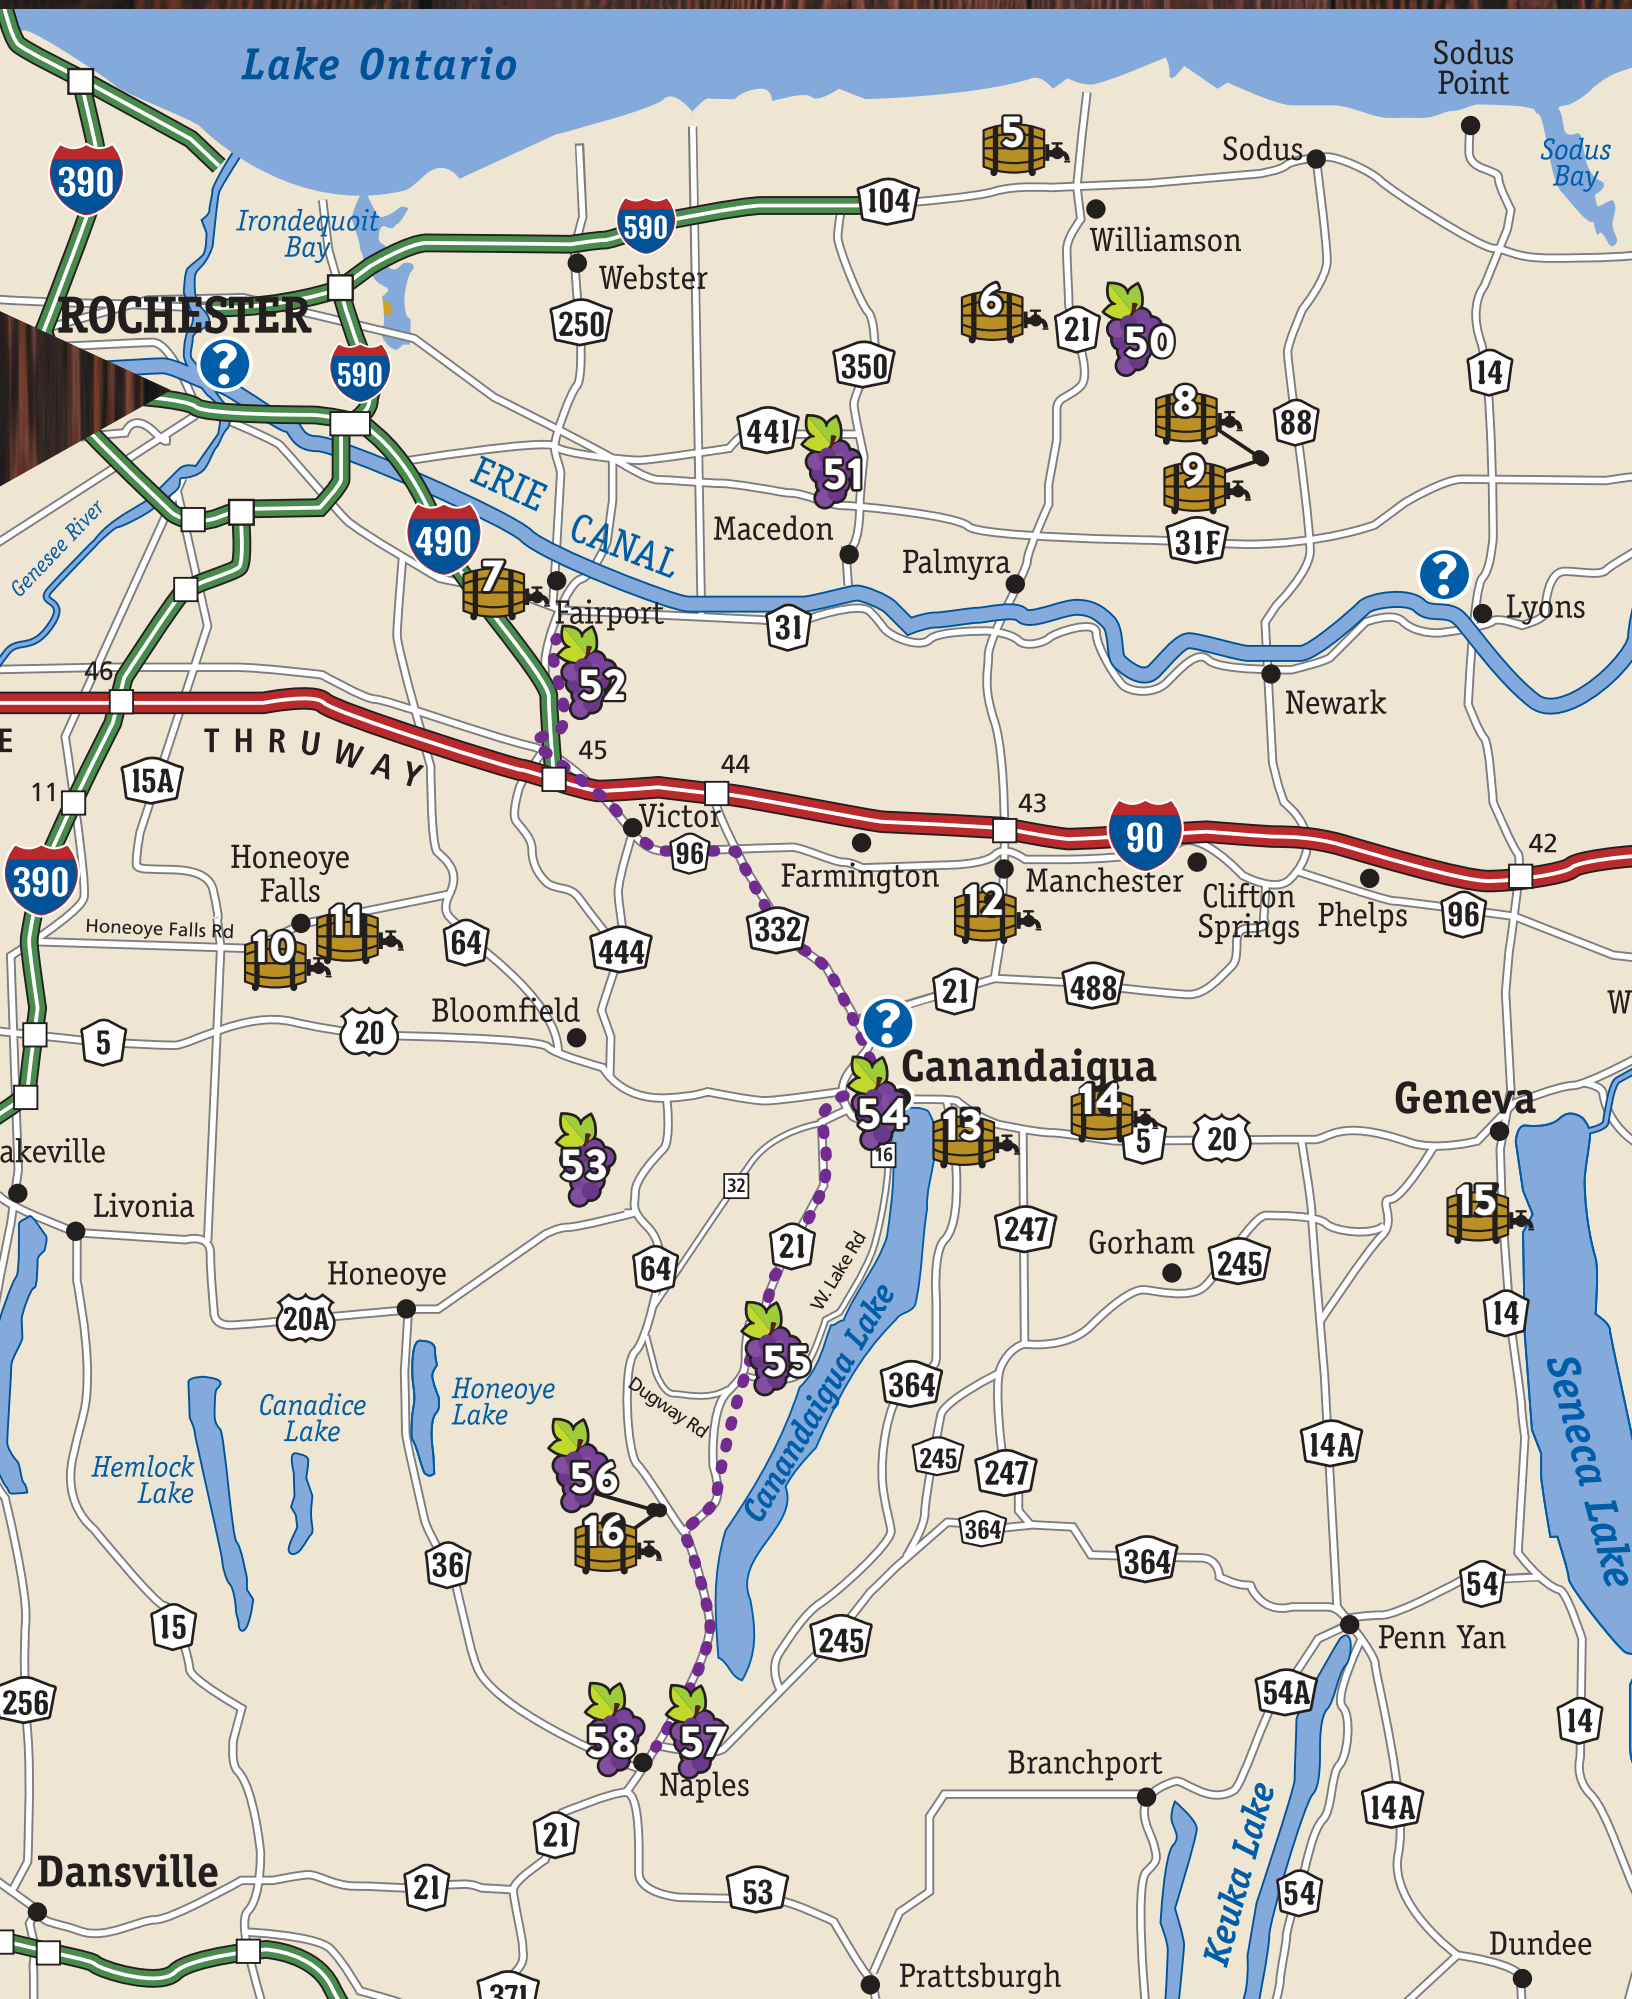 Lake Ontario
Sodus
Point
Sodus
Bay
Sodus
5
390
104
590
Irondequoit
Bay
Williamson
Webster
ROCHESTER
?
250
6
21
50
590
350
14
8
88
441
51
9
ERIE CANAL
Macedon
31F
490
Genesee River
Palmyra
?
7
Fairport
31
Lyons
46
52
Newark
E
THRUWAY
45
44
15A
11
43
Victor
90
42
96
390
Honeoye
Falls
Farmington
Manchester
Clifton
Springs
Phelps
96
Honeoye Falls Rd
11
10
64
444
332
12
21
488
W
Bloomfield
5
20
?
Canandaigua
54
13
14
5
20
Geneva
akeville
53
16
32
Livonia
15
21
247
W. Lake Rd
Gorham
245
64
Honeoye
20A
14
55
Canandaigua Lake
364
Honeoye
Lake
Canadice
Lake
Dugway Rd
Seneca Lake
Hemlock
Lake
56
245
247
14A
16
364
364
36
54
15
245
Penn Yan
256
54A
14
58
57
Naples
Branchport
Keuka Lake
14A
21
Dansville
21
53
54
Dundee
Prattsburgh
371